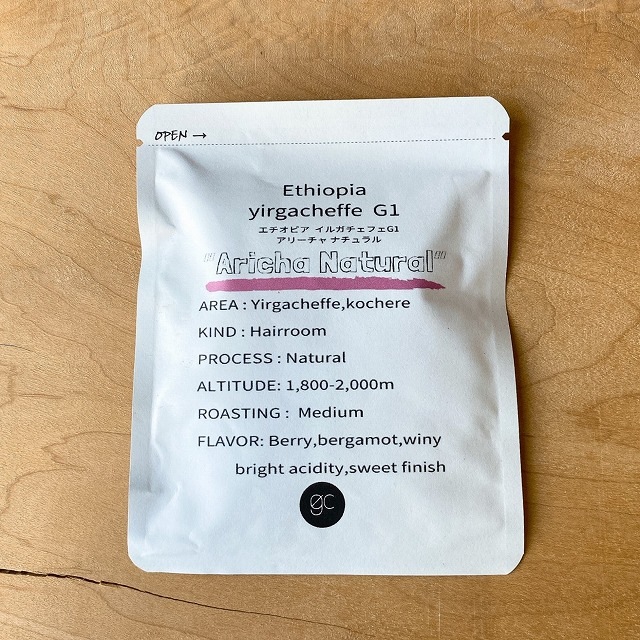 OPEN →
Ethiopia
yirgacheffe G1
エチオピア イルガチェフェG1
アリーチャ ナチュラル
"Aricha Natural"
AREA : Yirgacheffe,kochere
KIND : Hairroom
PROCESS : Natural
ALTITUDE: 1,800-2,000m
ROASTING : Medium
FLAVOR: Berry,bergamot,winy
bright acidity,sweet finish
gc